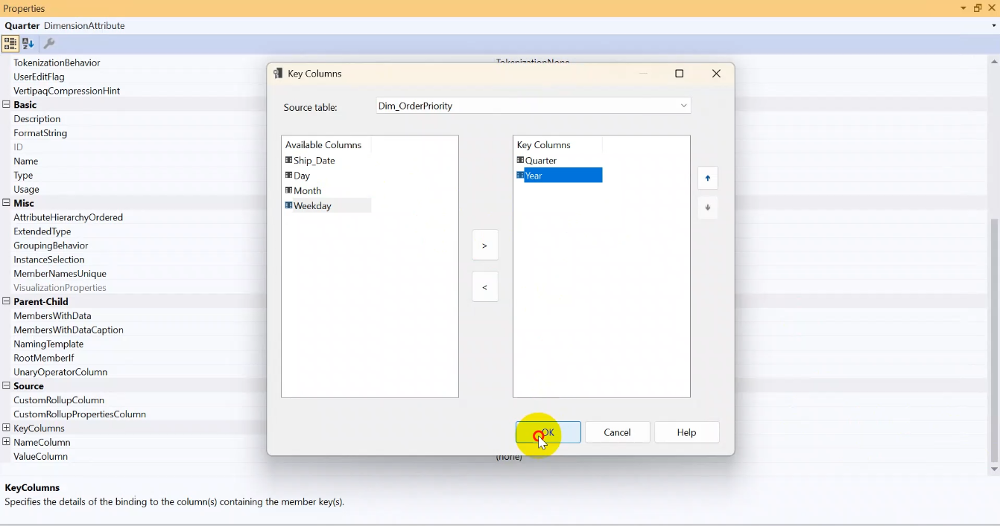 Properties
Quarter DimensionAttribute
TokenizationBehavior
TokenizationNone
UserEditFlag
VertipaqCompressionHint
Basic
Description
FormatString
ID
Name
Type
Usage
Misc
AttributeHierarchyOrdered
ExtendedType
GroupingBehavior
InstanceSelection
MemberNamesUnique
VisualizationProperties
Parent-Child
MembersWithData
MembersWithDataCaption
NamingTemplate
RootMemberIf
UnaryOperatorColumn
Source
CustomRollupColumn
CustomRollupPropertiesColumn
KeyColumns
NameColumn
ValueColumn
(none)
Key Columns
Source table:
Dim_OrderPriority
Available Columns
Ship_Date
Day
Month
Weekday
>
<
Key Columns
Quarter
Year
OK
Cancel
Help
KeyColumns
Specifies the details of the binding to the column(s) containing the member key(s).